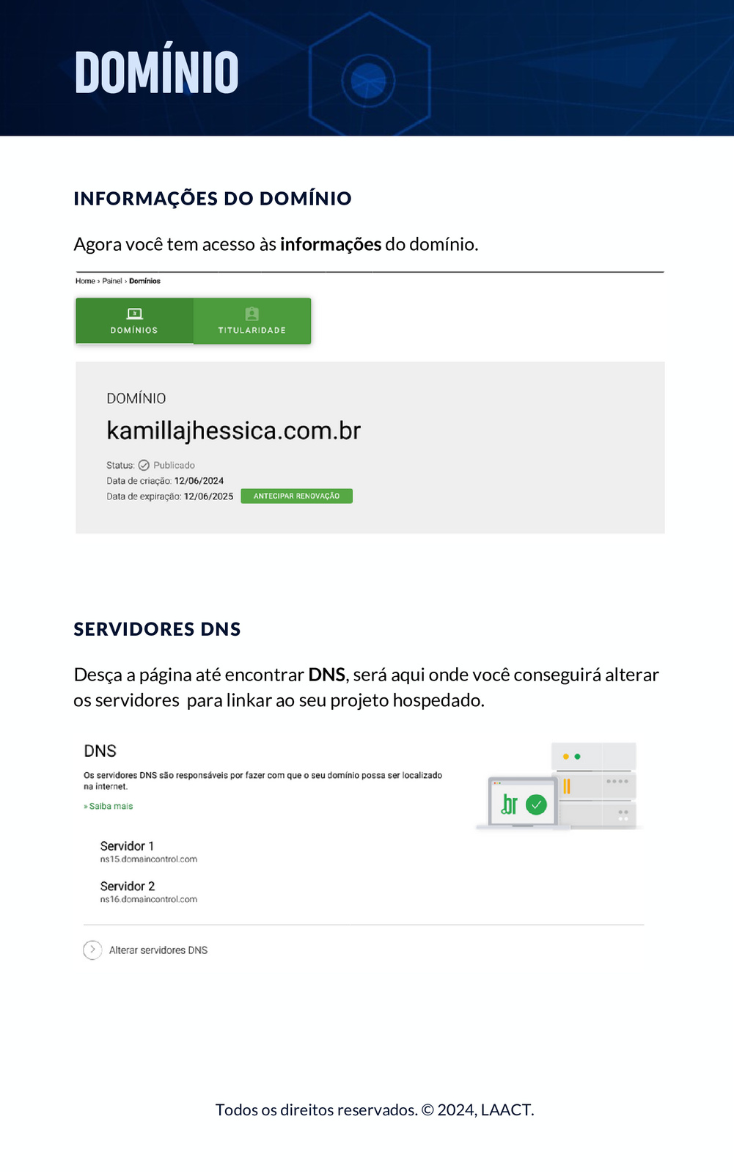 DOMÍNIO
INFORMAÇÕES DO DOMÍNIO
Agora você tem acesso às informações do domínio.
Home » Painel » Domínios
DOMÍNIOS
TITULARIDADE
DOMÍNIO
kamillajhessica.com.br
Status: Publicado
Data de criação: 12/06/2024
Data de expiração: 12/06/2025 ANTECIPAR RENOVAÇÃO
SERVIDORES DNS
Desça a página até encontrar DNS, será aqui onde você conseguirá alterar
os servidores para linkar ao seu projeto hospedado.
DNS
Os servidores DNS são responsáveis por fazer com que o seu domínio possa ser localizado
na internet.
» Saiba mais
.br
Servidor 1
ns15.domaincontrol.com
Servidor 2
ns16.domaincontrol.com
Alterar servidores DNS
Todos os direitos reservados. © 2024, LAACT.